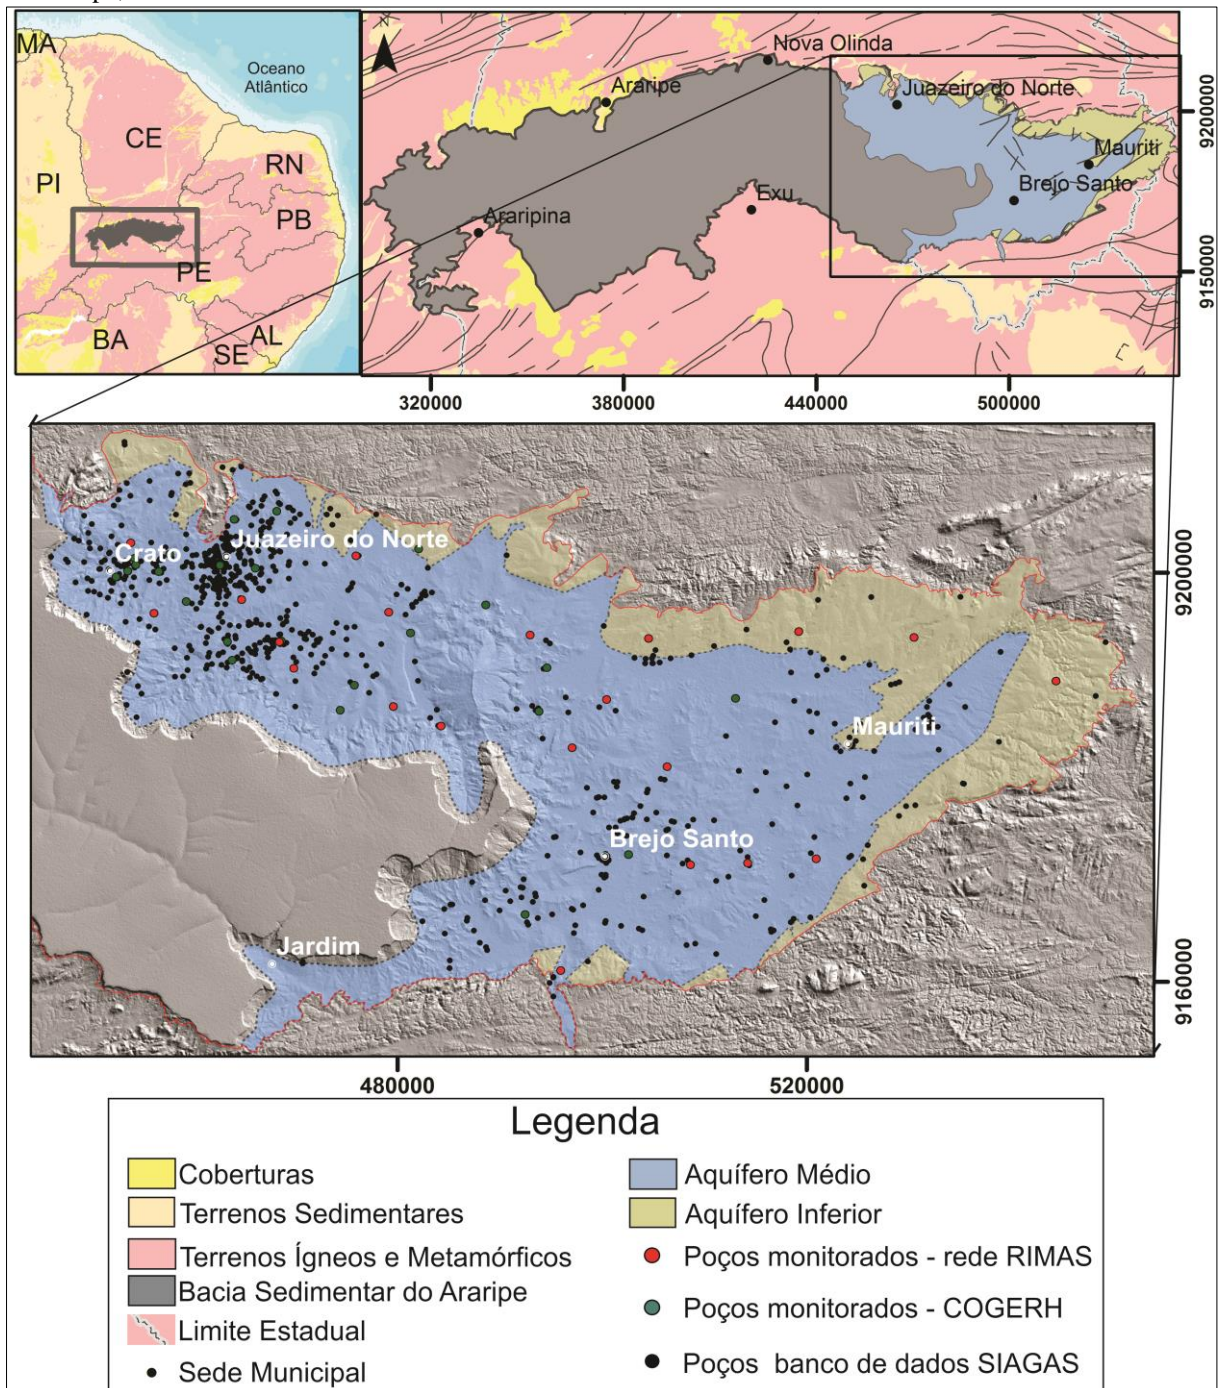 MA
Oceano
Atlântico
CE
RN
PI
PB
PE
BA
AL
SE
N
Nova Olinda
Araripe
Juazeiro do Norte
Mauriti
Brejo Santo
Exu
Araripina
9200000
9150000
320000
380000
440000
500000
Crato
Juazeiro do Norte
Mauriti
Brejo Santo
Jardim
9200000
9160000
480000
520000
Legenda
Coberturas
Terrenos Sedimentares
Terrenos Ígneos e Metamórficos
Bacia Sedimentar do Araripe
Limite Estadual
Sede Municipal
Aquífero Médio
Aquífero Inferior
Poços monitorados - rede RIMAS
Poços monitorados - COGERH
Poços banco de dados SIAGAS